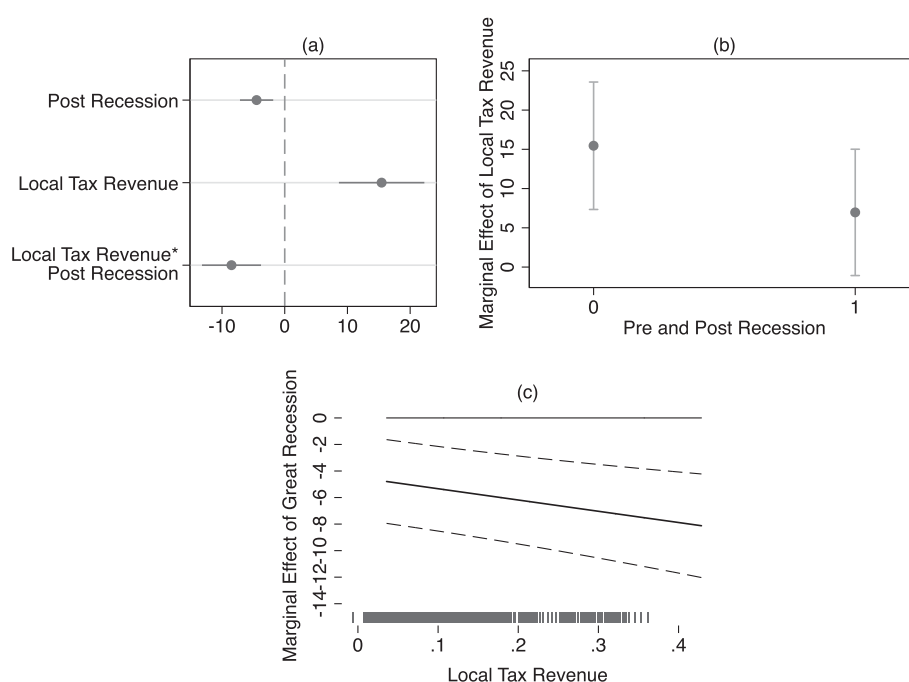 (a)
Post Recession
Local Tax Revenue
Local Tax Revenue*
Post Recession
-10 0 10 20
(b)
Marginal Effect of Local Tax Revenue
25
20
15
10
5
0
0 1
Pre and Post Recession
(c)
Marginal Effect of Great Recession
0
-2
-4
-6
-8
-10
-12
-14
0 .1 .2 .3 .4
Local Tax Revenue